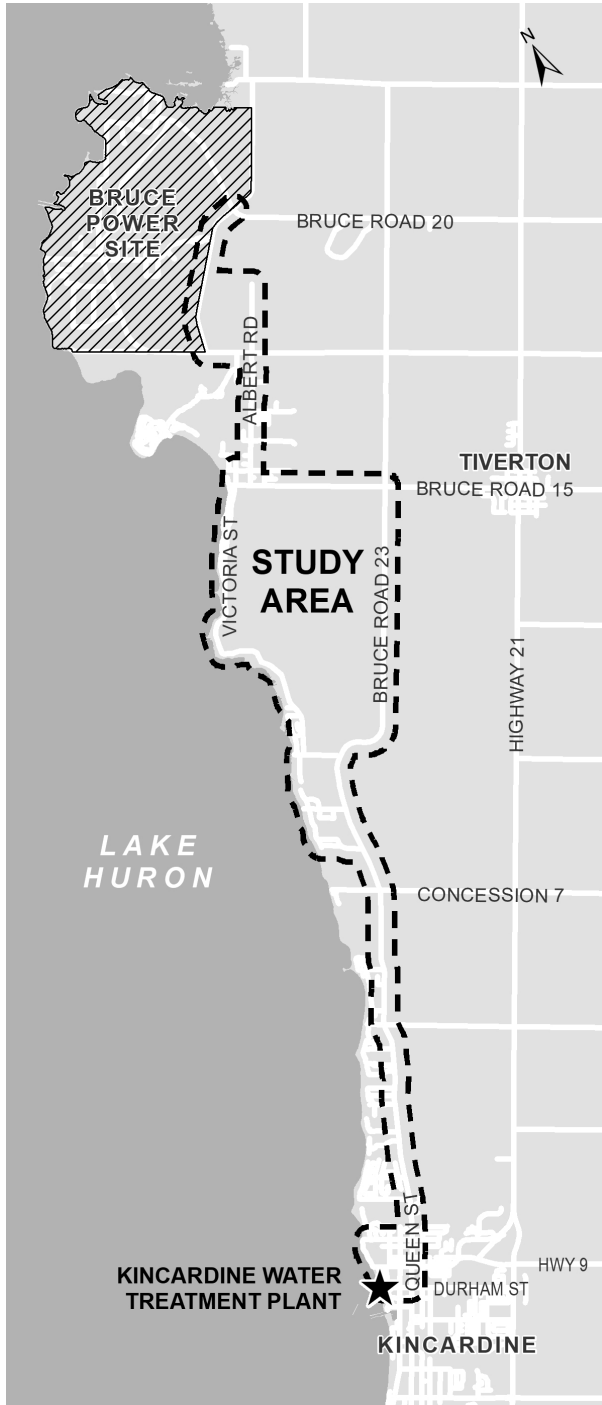 N
BRUCE
POWER
SITE
BRUCE ROAD 20
ALBERT RD
TIVERTON
BRUCE ROAD 15
STUDY
AREA
VICTORIA ST
BRUCE ROAD 23
HIGHWAY 21
LAKE
HURON
CONCESSION 7
QUEEN ST
HWY 9
KINCARDINE WATER
TREATMENT PLANT
DURHAM ST
KINCARDINE